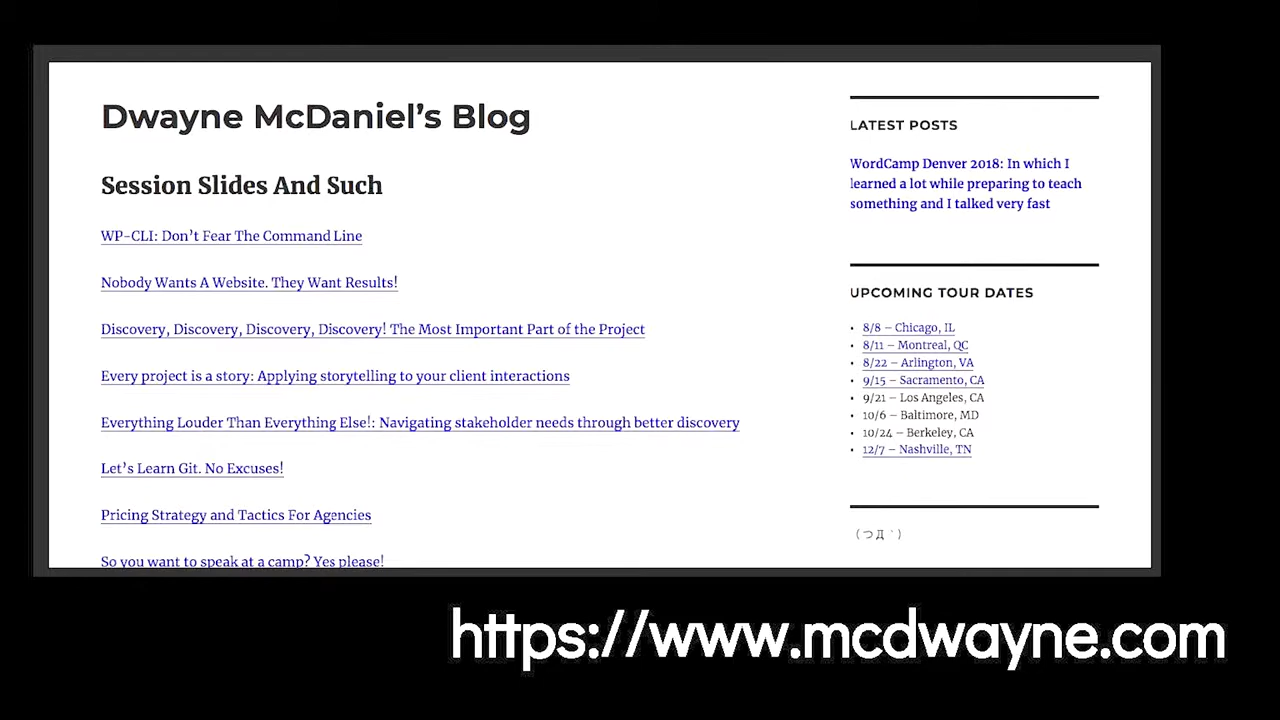 Dwayne McDaniel’s Blog
Session Slides And Such
WP-CLI: Don’t Fear The Command Line
Nobody Wants A Website. They Want Results!
Discovery, Discovery, Discovery, Discovery! The Most Important Part of the Project
Every project is a story: Applying storytelling to your client interactions
Everything Louder Than Everything Else!: Navigating stakeholder needs through better discovery
Let’s Learn Git. No Excuses!
Pricing Strategy and Tactics For Agencies
So you want to speak at a camp? Yes please!
LATEST POSTS
WordCamp Denver 2018: In which I
learned a lot while preparing to teach
something and I talked very fast
UPCOMING TOUR DATES
• 8/8 – Chicago, IL
• 8/11 – Montreal, QC
• 8/22 – Arlington, VA
• 9/15 – Sacramento, CA
• 9/21 – Los Angeles, CA
• 10/6 – Baltimore, MD
• 10/24 – Berkeley, CA
• 12/7 – Nashville, TN
https://www.mcdwayne.com